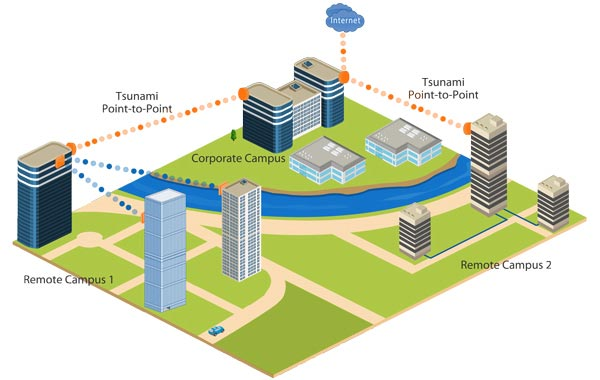 Internet
Tsunami
Point-to-Point
Tsunami
Point-to-Point
Corporate Campus
Remote Campus 1
Remote Campus 2